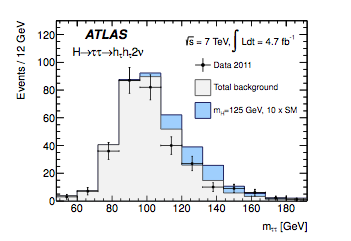 ATLAS
H→ττ→hτhτ2ν
√s = 7 TeV, ∫ Ldt = 4.7 fb⁻¹
Data 2011
Total background
mH=125 GeV, 10 x SM
Events / 12 GeV
120
100
80
60
40
20
0
60 80 100 120 140 160 180
mττ [GeV]